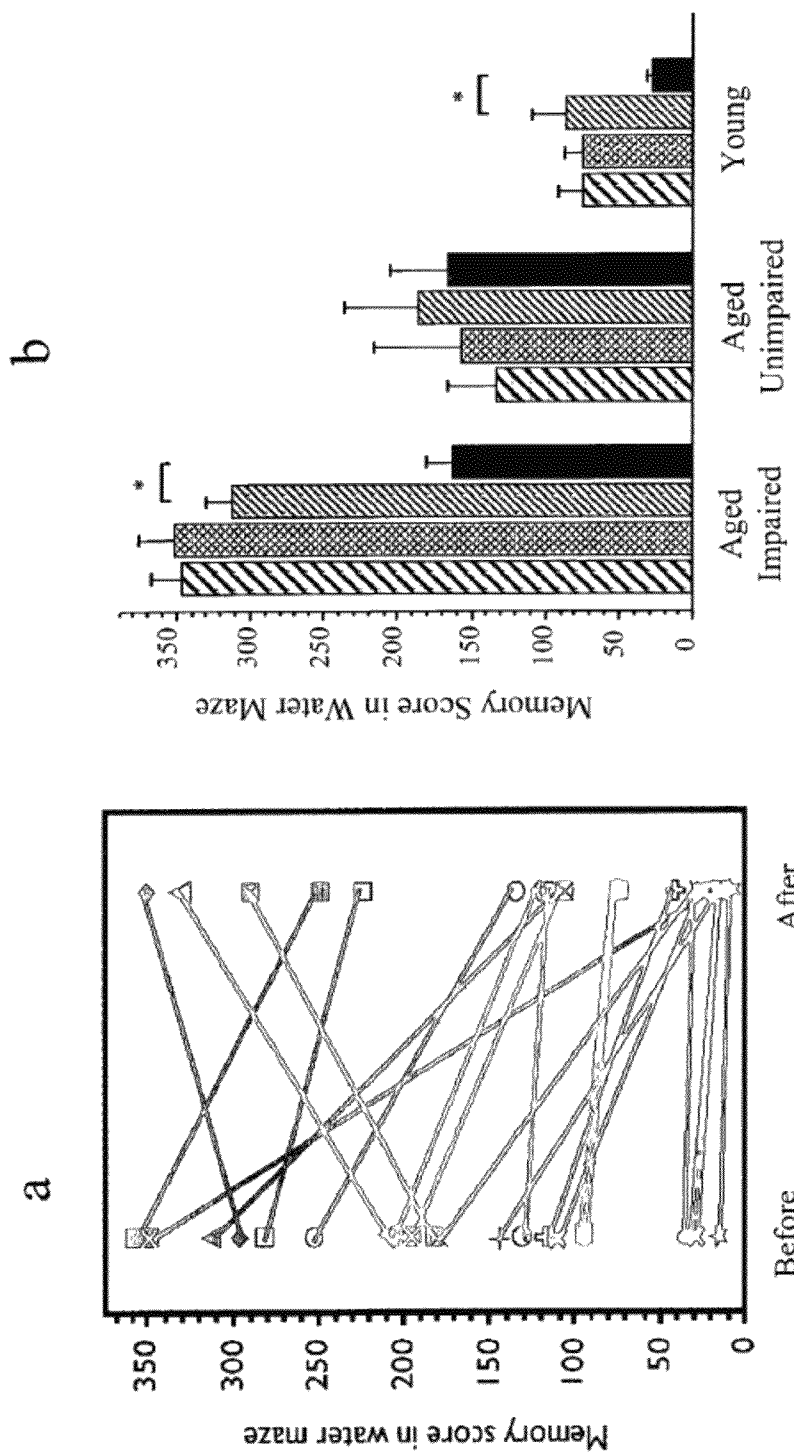 a
Memory score in water maze
350
300
250
200
150
100
50
0
Before
After
b
Memory Score in Water Maze
350
300
250
200
150
100
50
0
*
*
Aged
Impaired
Aged
Unimpaired
Young